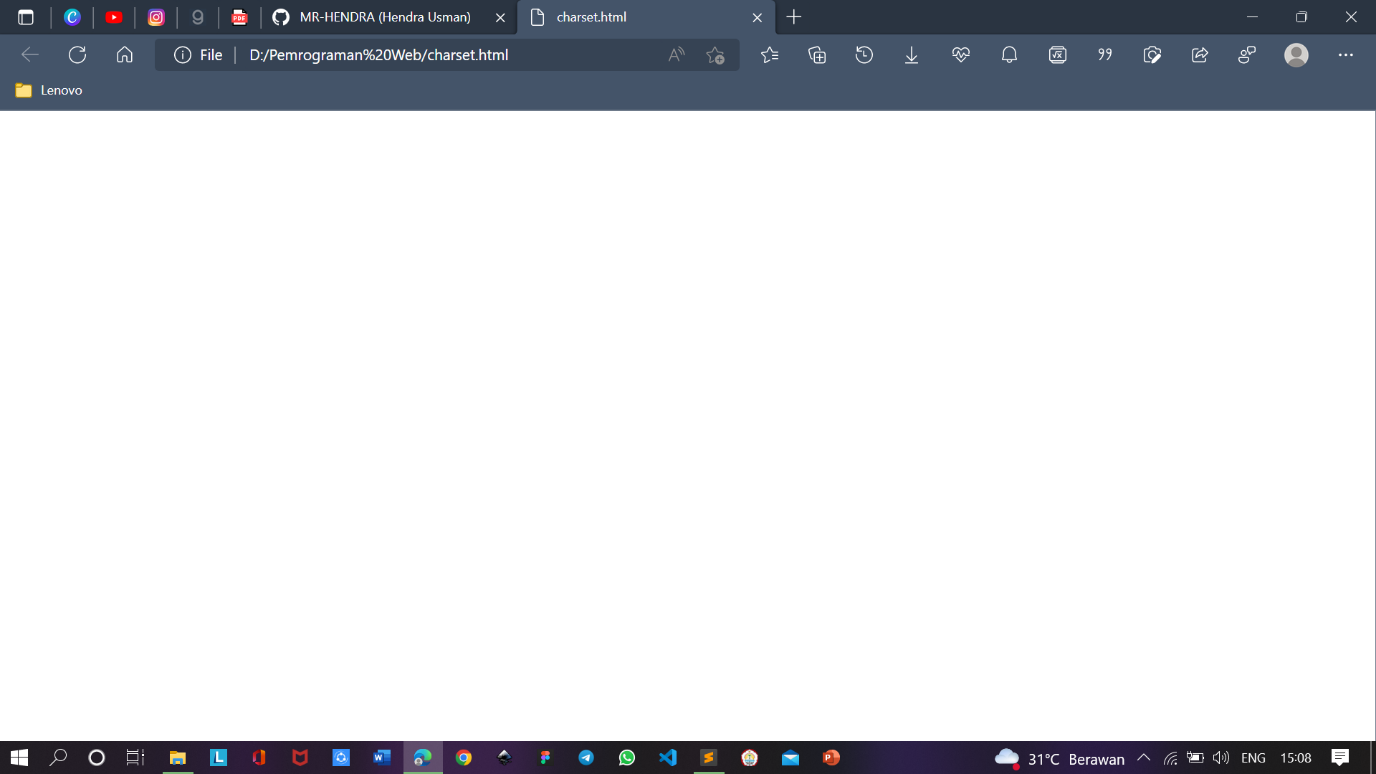 MR-HENDRA (Hendra Usman)
charset.html
File
D:/Pemrograman%20Web/charset.html
Lenovo
31°C Berawan
ENG
15:08